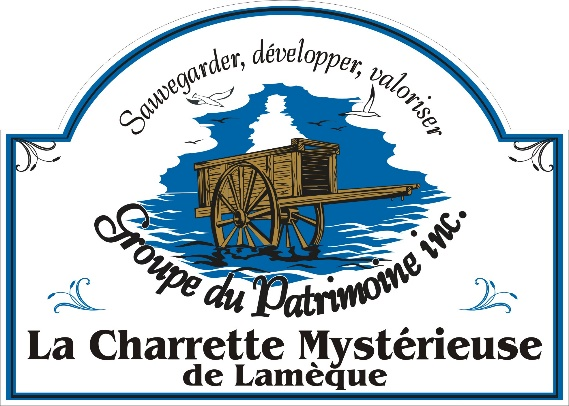 Sauvegarder, développer, valoriser
Groupe du Patrimoine inc.
La Charrette Mystérieuse
de Lamèque